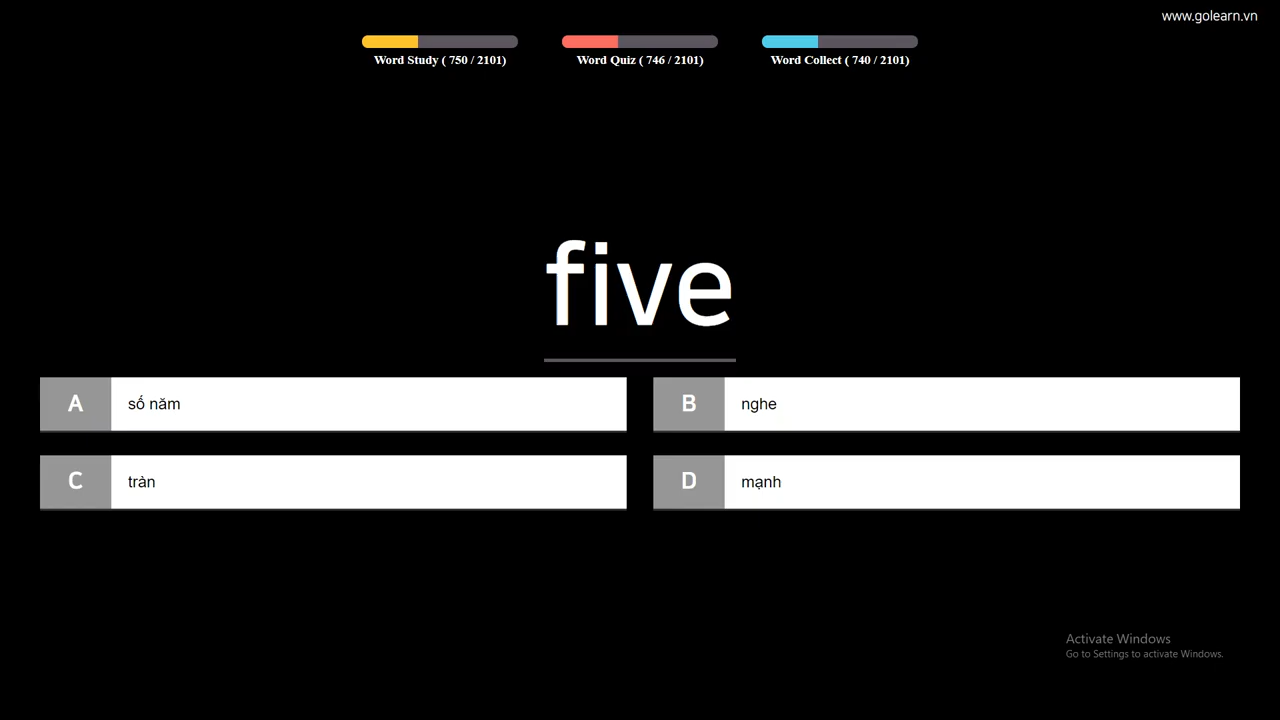 www.golearn.vn
Word Study ( 750 / 2101)
Word Quiz ( 746 / 2101)
Word Collect ( 740 / 2101)
five
A số năm
B nghe
C tràn
D mạnh
Activate Windows
Go to Settings to activate Windows.